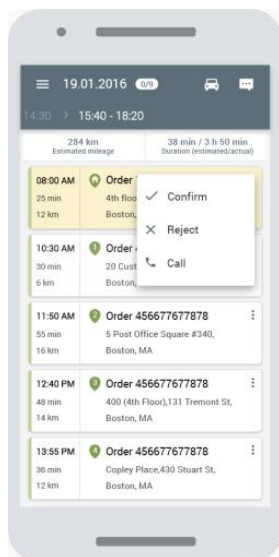 19.01.2016 0/9
14:30 > 15:40 - 18:20
284 km
Estimated mileage
38 min / 3 h 50 min
Duration (estimated/actual)
08:00 AM Order
25 min 4th floo
12 km Boston,
Confirm
Reject
Call
10:30 AM 1 Order
30 min 20 Cust
6 km Boston,
11:50 AM 2 Order 456677677878
55 min 5 Post Office Square #340,
16 km Boston, MA
12:40 PM 3 Order 456677677878
48 min 400 (4th Floor),131 Tremont St,
14 km Boston, MA
13:55 PM 4 Order 456677677878
36 min Copley Place,430 Stuart St,
12 km Boston, MA